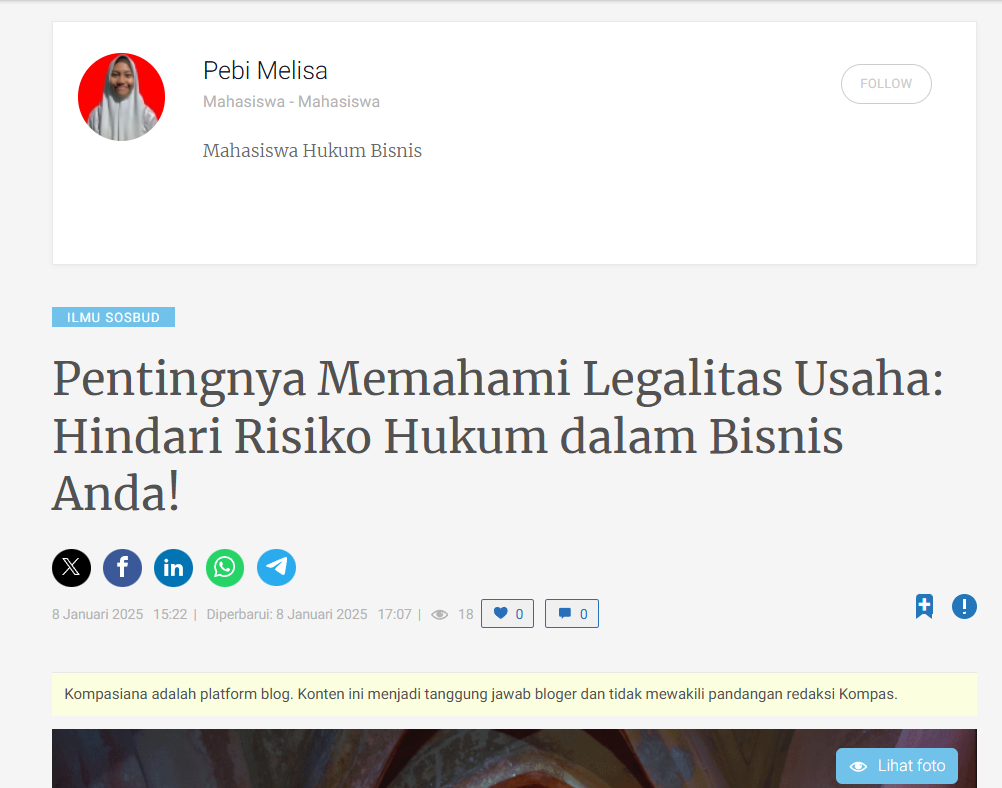 Pebi Melisa
Mahasiswa - Mahasiswa
FOLLOW
Mahasiswa Hukum Bisnis
ILMU SOSBUD
Pentingnya Memahami Legalitas Usaha:
Hindari Risiko Hukum dalam Bisnis
Anda!
8 Januari 2025 15:22 | Diperbarui: 8 Januari 2025 17:07 | 18 0 0
Kompasiana adalah platform blog. Konten ini menjadi tanggung jawab bloger dan tidak mewakili pandangan redaksi Kompas.
Lihat foto